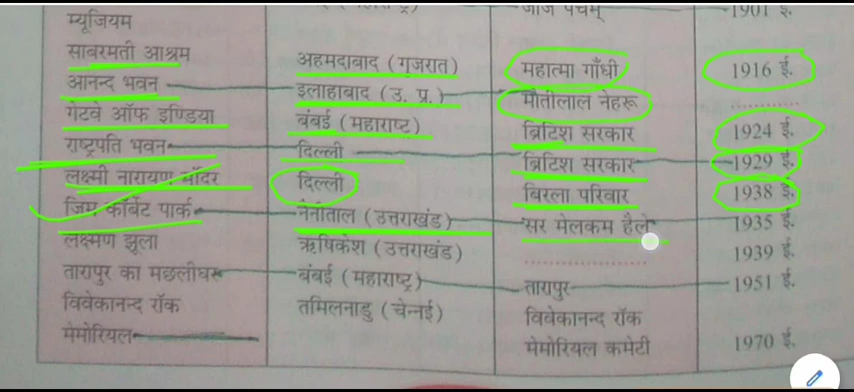 म्यूजियम जॉर्ज पंचम् 1901 ई.
साबरमती आश्रम अहमदाबाद (गुजरात) महात्मा गाँधी 1916 ई.
आनन्द भवन इलाहाबाद (उ. प्र.) मोतीलाल नेहरू ............
गेटवे ऑफ इण्डिया बंबई (महाराष्ट) ब्रिटिश सरकार 1924 ई.
राष्ट्रपति भवन दिल्ली ब्रिटिश सरकार 1929 ई.
लक्ष्मी नारायण मंदिर दिल्ली बिरला परिवार 1938 ई.
जिम कॉर्बेट पार्क नैनीताल (उत्तराखंड) सर मेलकम हैले 1935 ई.
लक्ष्मण झूला ऋषिकेश (उत्तराखंड) ...................... 1939 ई.
तारापुर का मछलीघर बंबई (महाराष्ट्र) तारापुर 1951 ई.
विवेकानन्द रॉक तमिलनाडु (चेन्नई) विवेकानन्द रॉक
मेमोरियल मेमोरियल कमेटी 1970 ई.